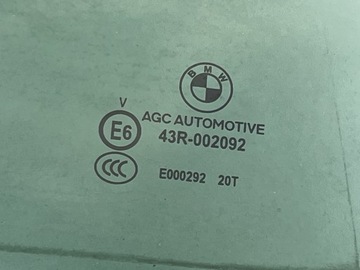 BMW
V
AGC AUTOMOTIVE
E6
43R-002092
CCC
E000292 20T